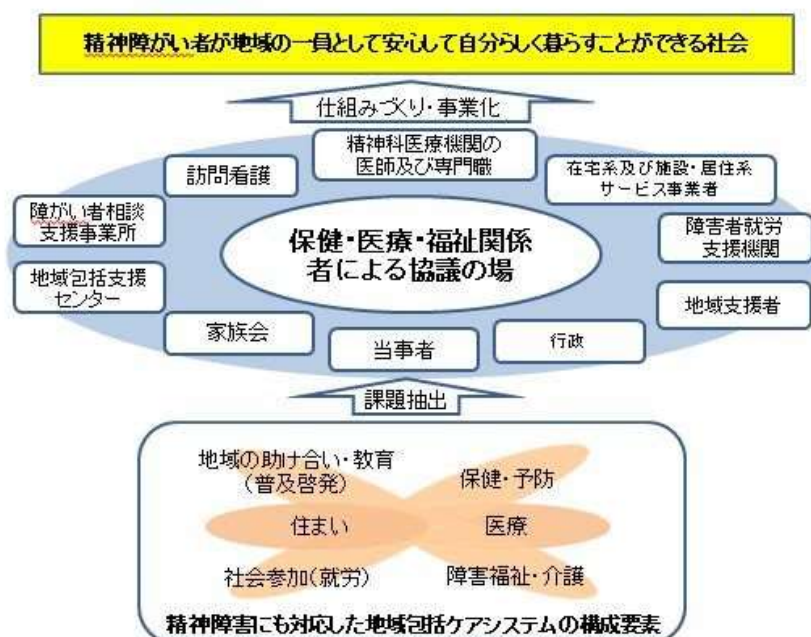 精神障がい者が地域の一員として安心して自分らしく暮らすことができる社会
仕組みづくり・事業化
精神科医療機関の
医師及び専門職
訪問看護
在宅系及び施設・居住系
サービス事業者
障がい者相談
支援事業所
保健・医療・福祉関係
者による協議の場
障害者就労
支援機関
地域包括支援
センター
地域支援者
家族会
当事者
行政
課題抽出
地域の助け合い・教育
(普及啓発)
保健・予防
住まい
医療
社会参加(就労)
障害福祉・介護
精神障害にも対応した地域包括ケアシステムの構成要素